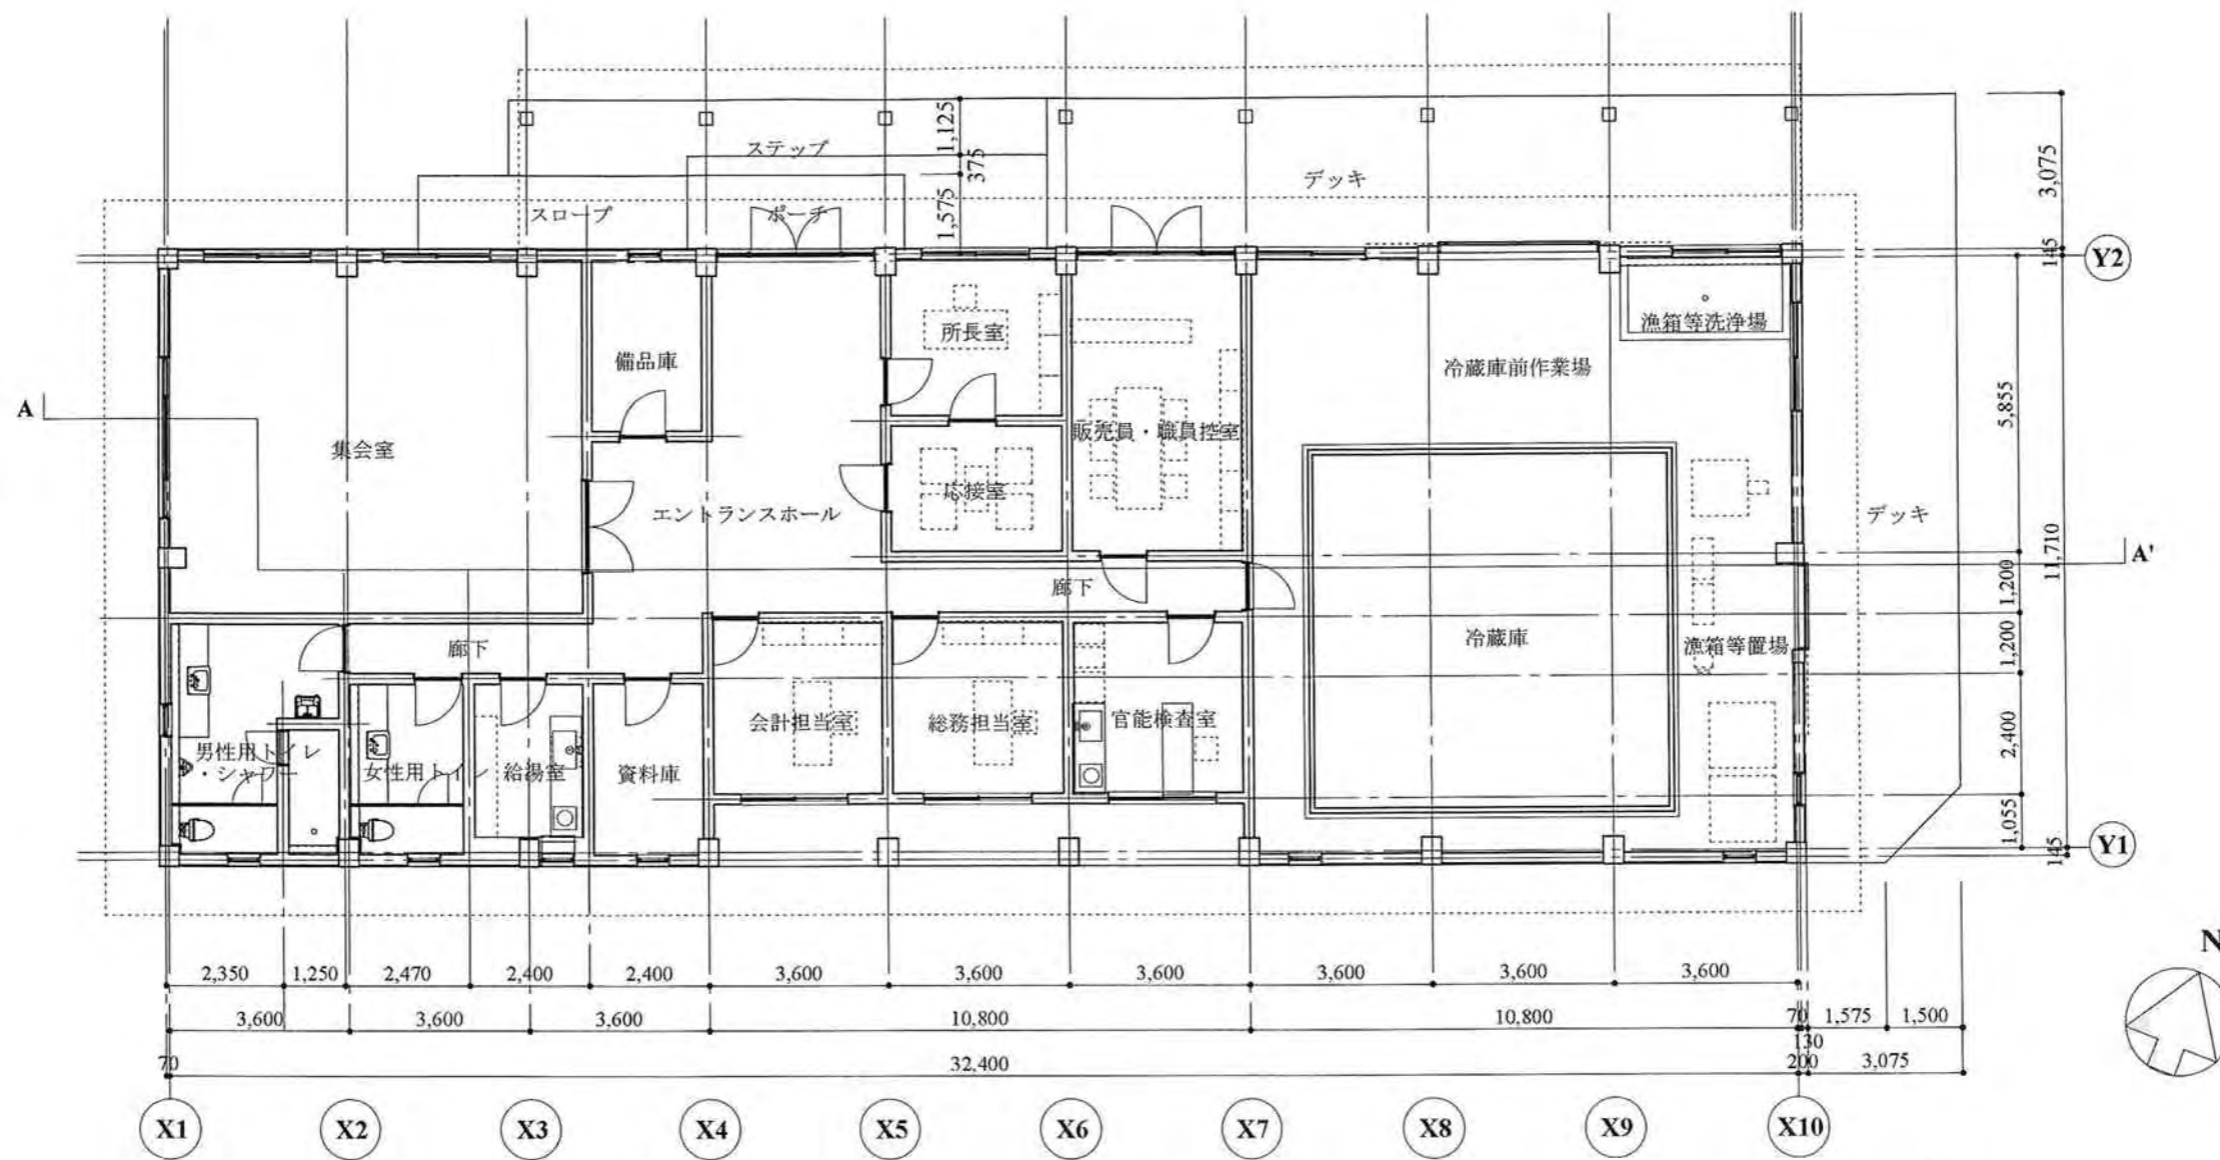 1,125
ステップ
375
3,075
デッキ
スロープ
ポーチ
1,575
145
Y2
所長室
漁箱等洗浄場
備品庫
冷蔵庫前作業場
A
5,855
販売員・職員控室
集会室
応接室
エントランスホール
デッキ
11,710
A'
廊下
1,200
冷蔵庫
廊下
漁箱等置場
1,200
会計担当室
総務担当室
官能検査室
2,400
男性用トイレ
・シャワー
女性用トイレ
給湯室
資料庫
1,055
145
Y1
N
2,350
1,250
2,470
2,400
2,400
3,600
3,600
3,600
3,600
3,600
3,600
3,600
3,600
3,600
10,800
10,800
70
1,575
1,500
130
70
32,400
200
3,075
X1
X2
X3
X4
X5
X6
X7
X8
X9
X10